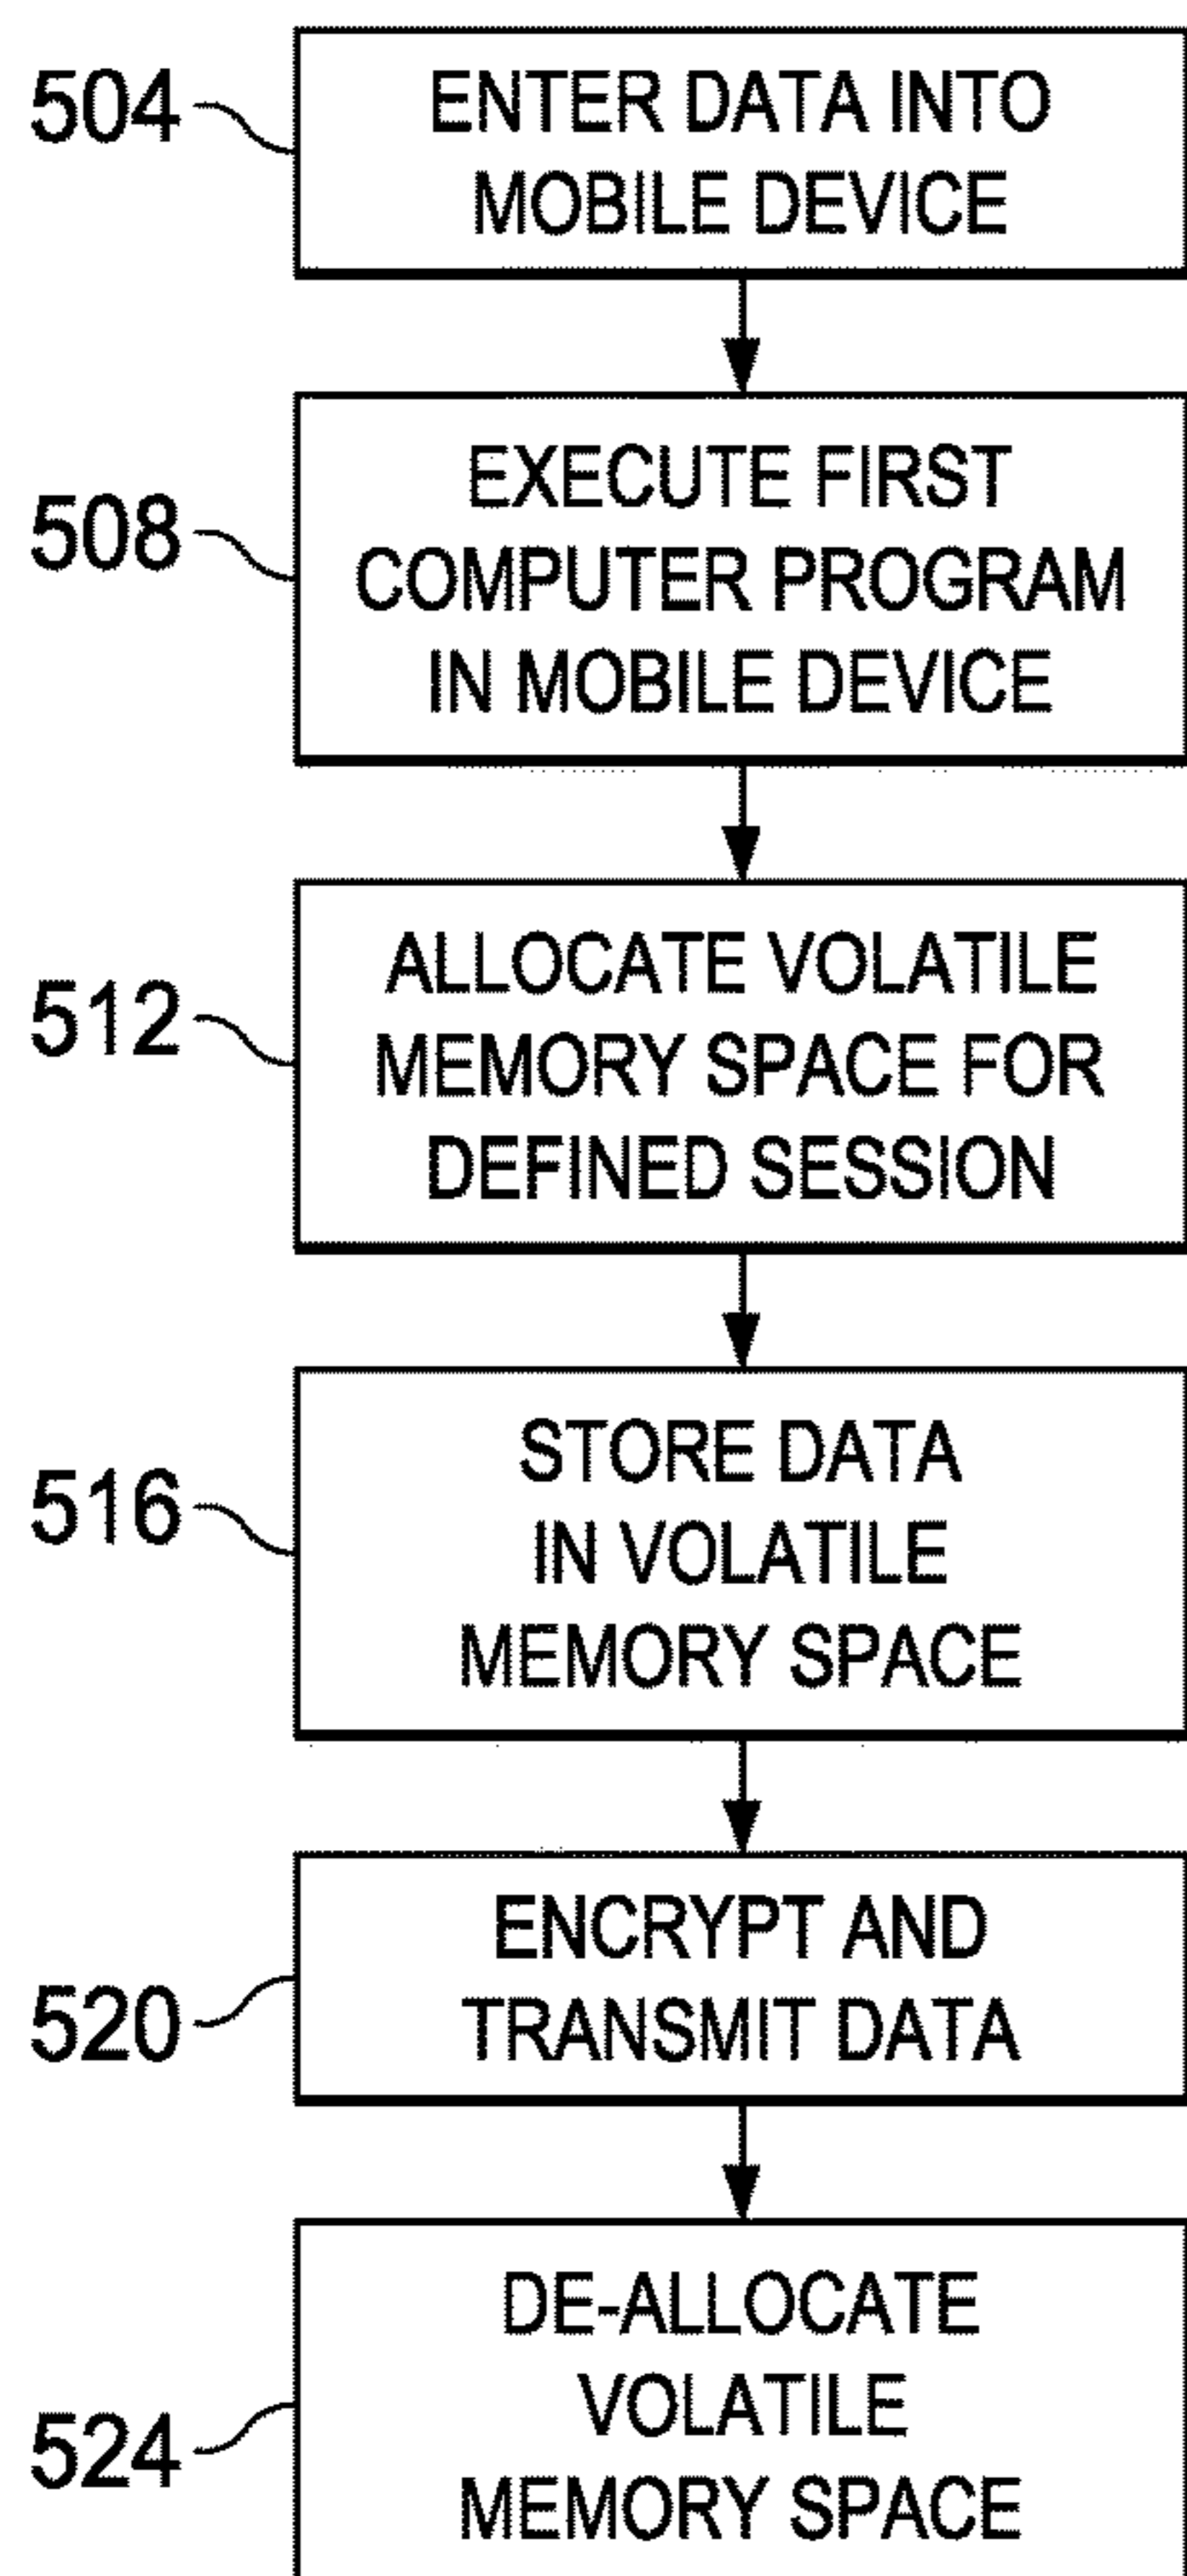 504
ENTER DATA INTO
MOBILE DEVICE
508
EXECUTE FIRST
COMPUTER PROGRAM
IN MOBILE DEVICE
512
ALLOCATE VOLATILE
MEMORY SPACE FOR
DEFINED SESSION
516
STORE DATA
IN VOLATILE
MEMORY SPACE
520
ENCRYPT AND
TRANSMIT DATA
524
DE-ALLOCATE
VOLATILE
MEMORY SPACE